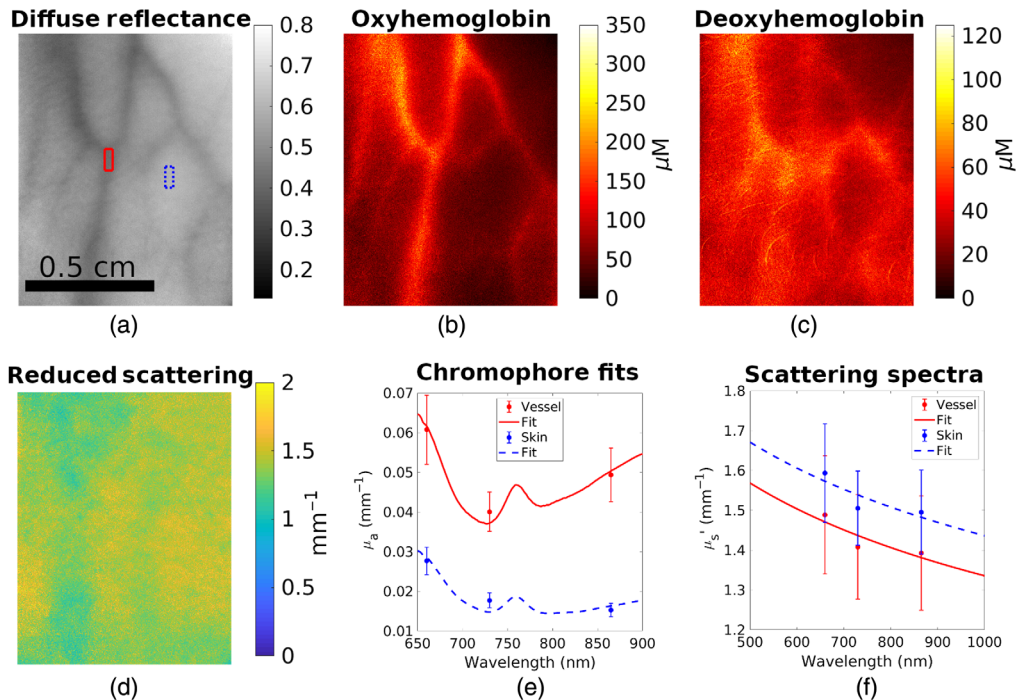 Diffuse reflectance
0.8
0.7
0.6
0.5
0.4
0.3
0.2
0.5 cm
(a)
Oxyhemoglobin
350
300
250
200
150
100
50
0
μM
(b)
Deoxyhemoglobin
120
100
80
60
40
20
0
μM
(c)
Reduced scattering
2
1.5
1
0.5
0
mm⁻¹
(d)
Chromophore fits
0.07
0.06
0.05
0.04
0.03
0.02
0.01
μa (mm⁻¹)
Vessel
Fit
Skin
Fit
650 700 750 800 850 900
Wavelength (nm)
(e)
Scattering spectra
1.8
1.7
1.6
1.5
1.4
1.3
1.2
μs' (mm⁻¹)
Vessel
Fit
Skin
Fit
500 600 700 800 900 1000
Wavelength (nm)
(f)